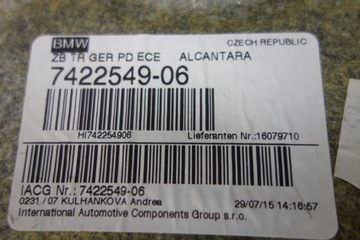 BMW CZECH REPUBLIC
ZB TR GER PD ECE ALCANTARA
7422549-06
HI742254906 Lieferanten Nr.:16079710
IACG Nr.: 7422549-06
0231 / 07 KULHANKOVA Andrea 29/07/15 14:16:57
International Automotive Components Group s.r.o.